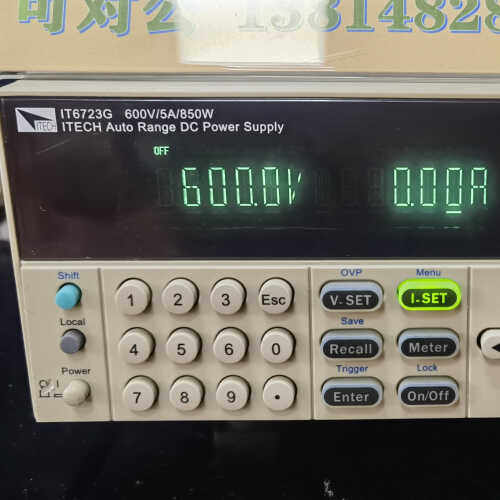 可对公 13814828
IT6723G 600V/5A/850W
ITECH ITECH Auto Range DC Power Supply
OFF
600.0V 0.00A
Shift OVP Menu
1 2 3 Esc V-SET I-SET
Local Save
4 5 6 0 Recall Meter
Power Trigger Lock
7 8 9 . Enter On/Off